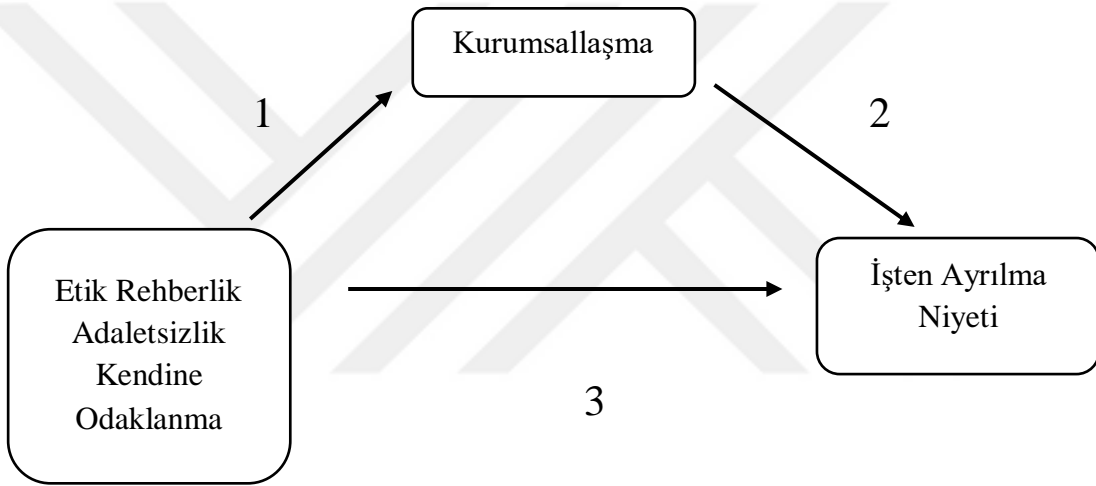 Kurumsallaşma
1
2
Etik Rehberlik
Adaletsizlik
Kendine
Odaklanma
İşten Ayrılma
Niyeti
3